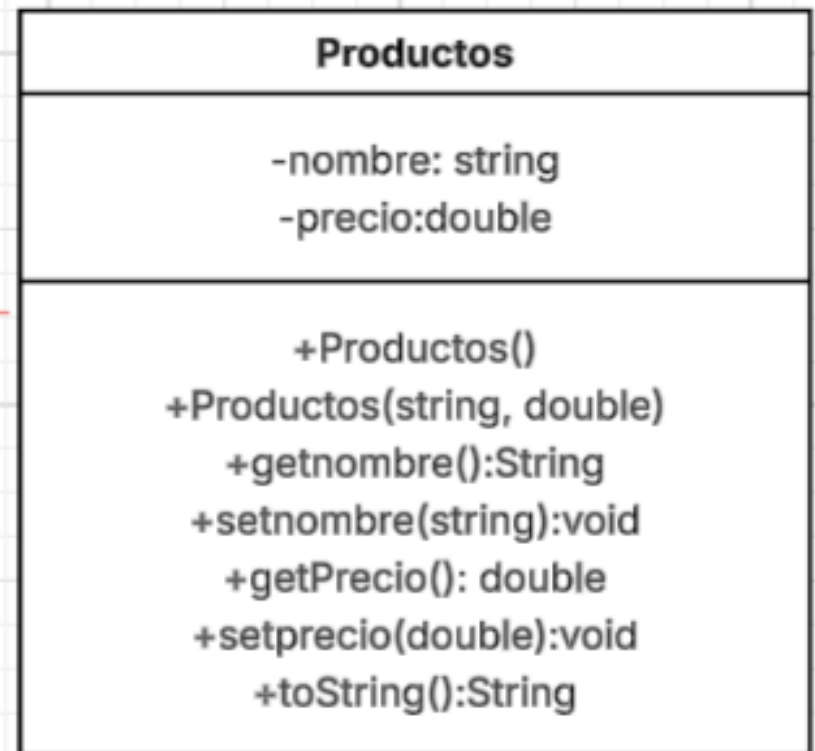 Productos
-nombre: string
-precio:double
+Productos()
+Productos(string, double)
+getnombre():String
+setnombre(string):void
+getPrecio(): double
+setprecio(double):void
+toString():String